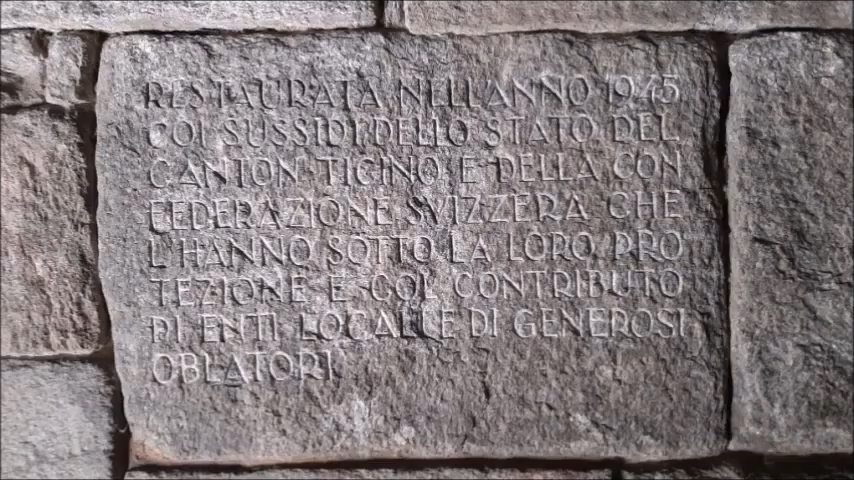 RESTAURATA NELL'ANNO 1945
COI SUSSIDI DELLO STATO DEL
CANTON TICINO E DELLA CON
FEDERAZIONE SVIZZERA CHE
L'HANNO SOTTO LA LORO PRO
TEZIONE E COL CONTRIBUTO
DI ENTI LOCALE DI GENEROSI
OBLATORI